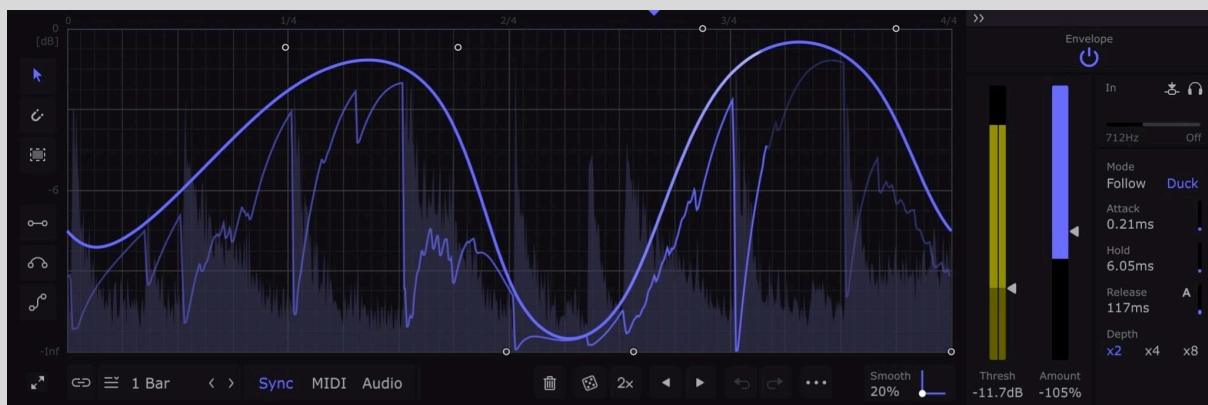 0 1/4 2/4 3/4 4/4
0
[dB]
-6
-Inf
1 Bar
Sync MIDI Audio
2x
Smooth
20%
Envelope
In
712Hz Off
Mode
Follow Duck
Attack
0.21ms
Hold
6.05ms
Release A
117ms
Depth
x2 x4 x8
Thresh Amount
-11.7dB -105%